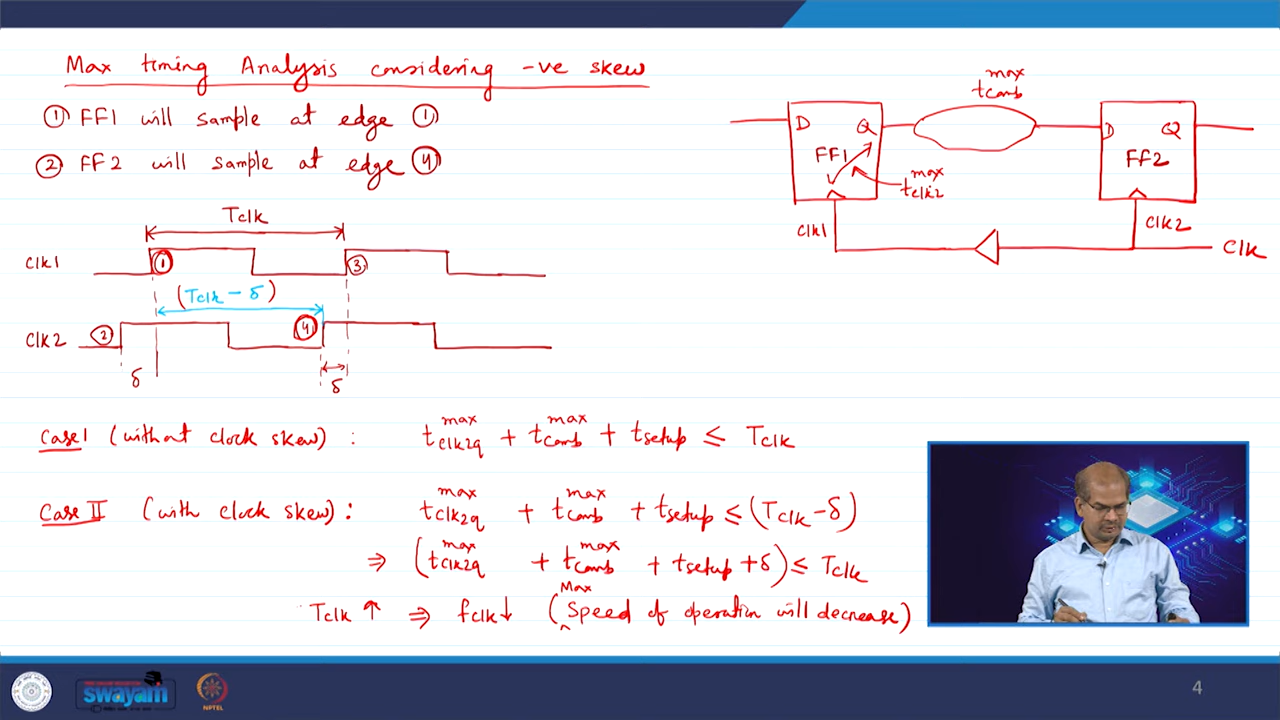 Max timing Analysis considering -ve skew
① FF1 will sample at edge ①
② FF2 will sample at edge ④
Tclk
Clk1 ① ③
(Tclk - δ)
Clk2 ② ④
δ δ
max
tcomb
D Q D Q
FF1 FF2
max
tclk2
clk1 clk2
Clk
Case I (without clock skew) : tclk2q^max + tcomb^max + tsetup ≤ Tclk
Case II (with clock skew) : tclk2q^max + tcomb^max + tsetup ≤ (Tclk - δ)
⇒ (tclk2q^max + tcomb^max + tsetup + δ) ≤ Tclk
Tclk ↑ ⇒ fclk ↓ (Max Speed of operation will decrease)
swayam
NPTEL
4